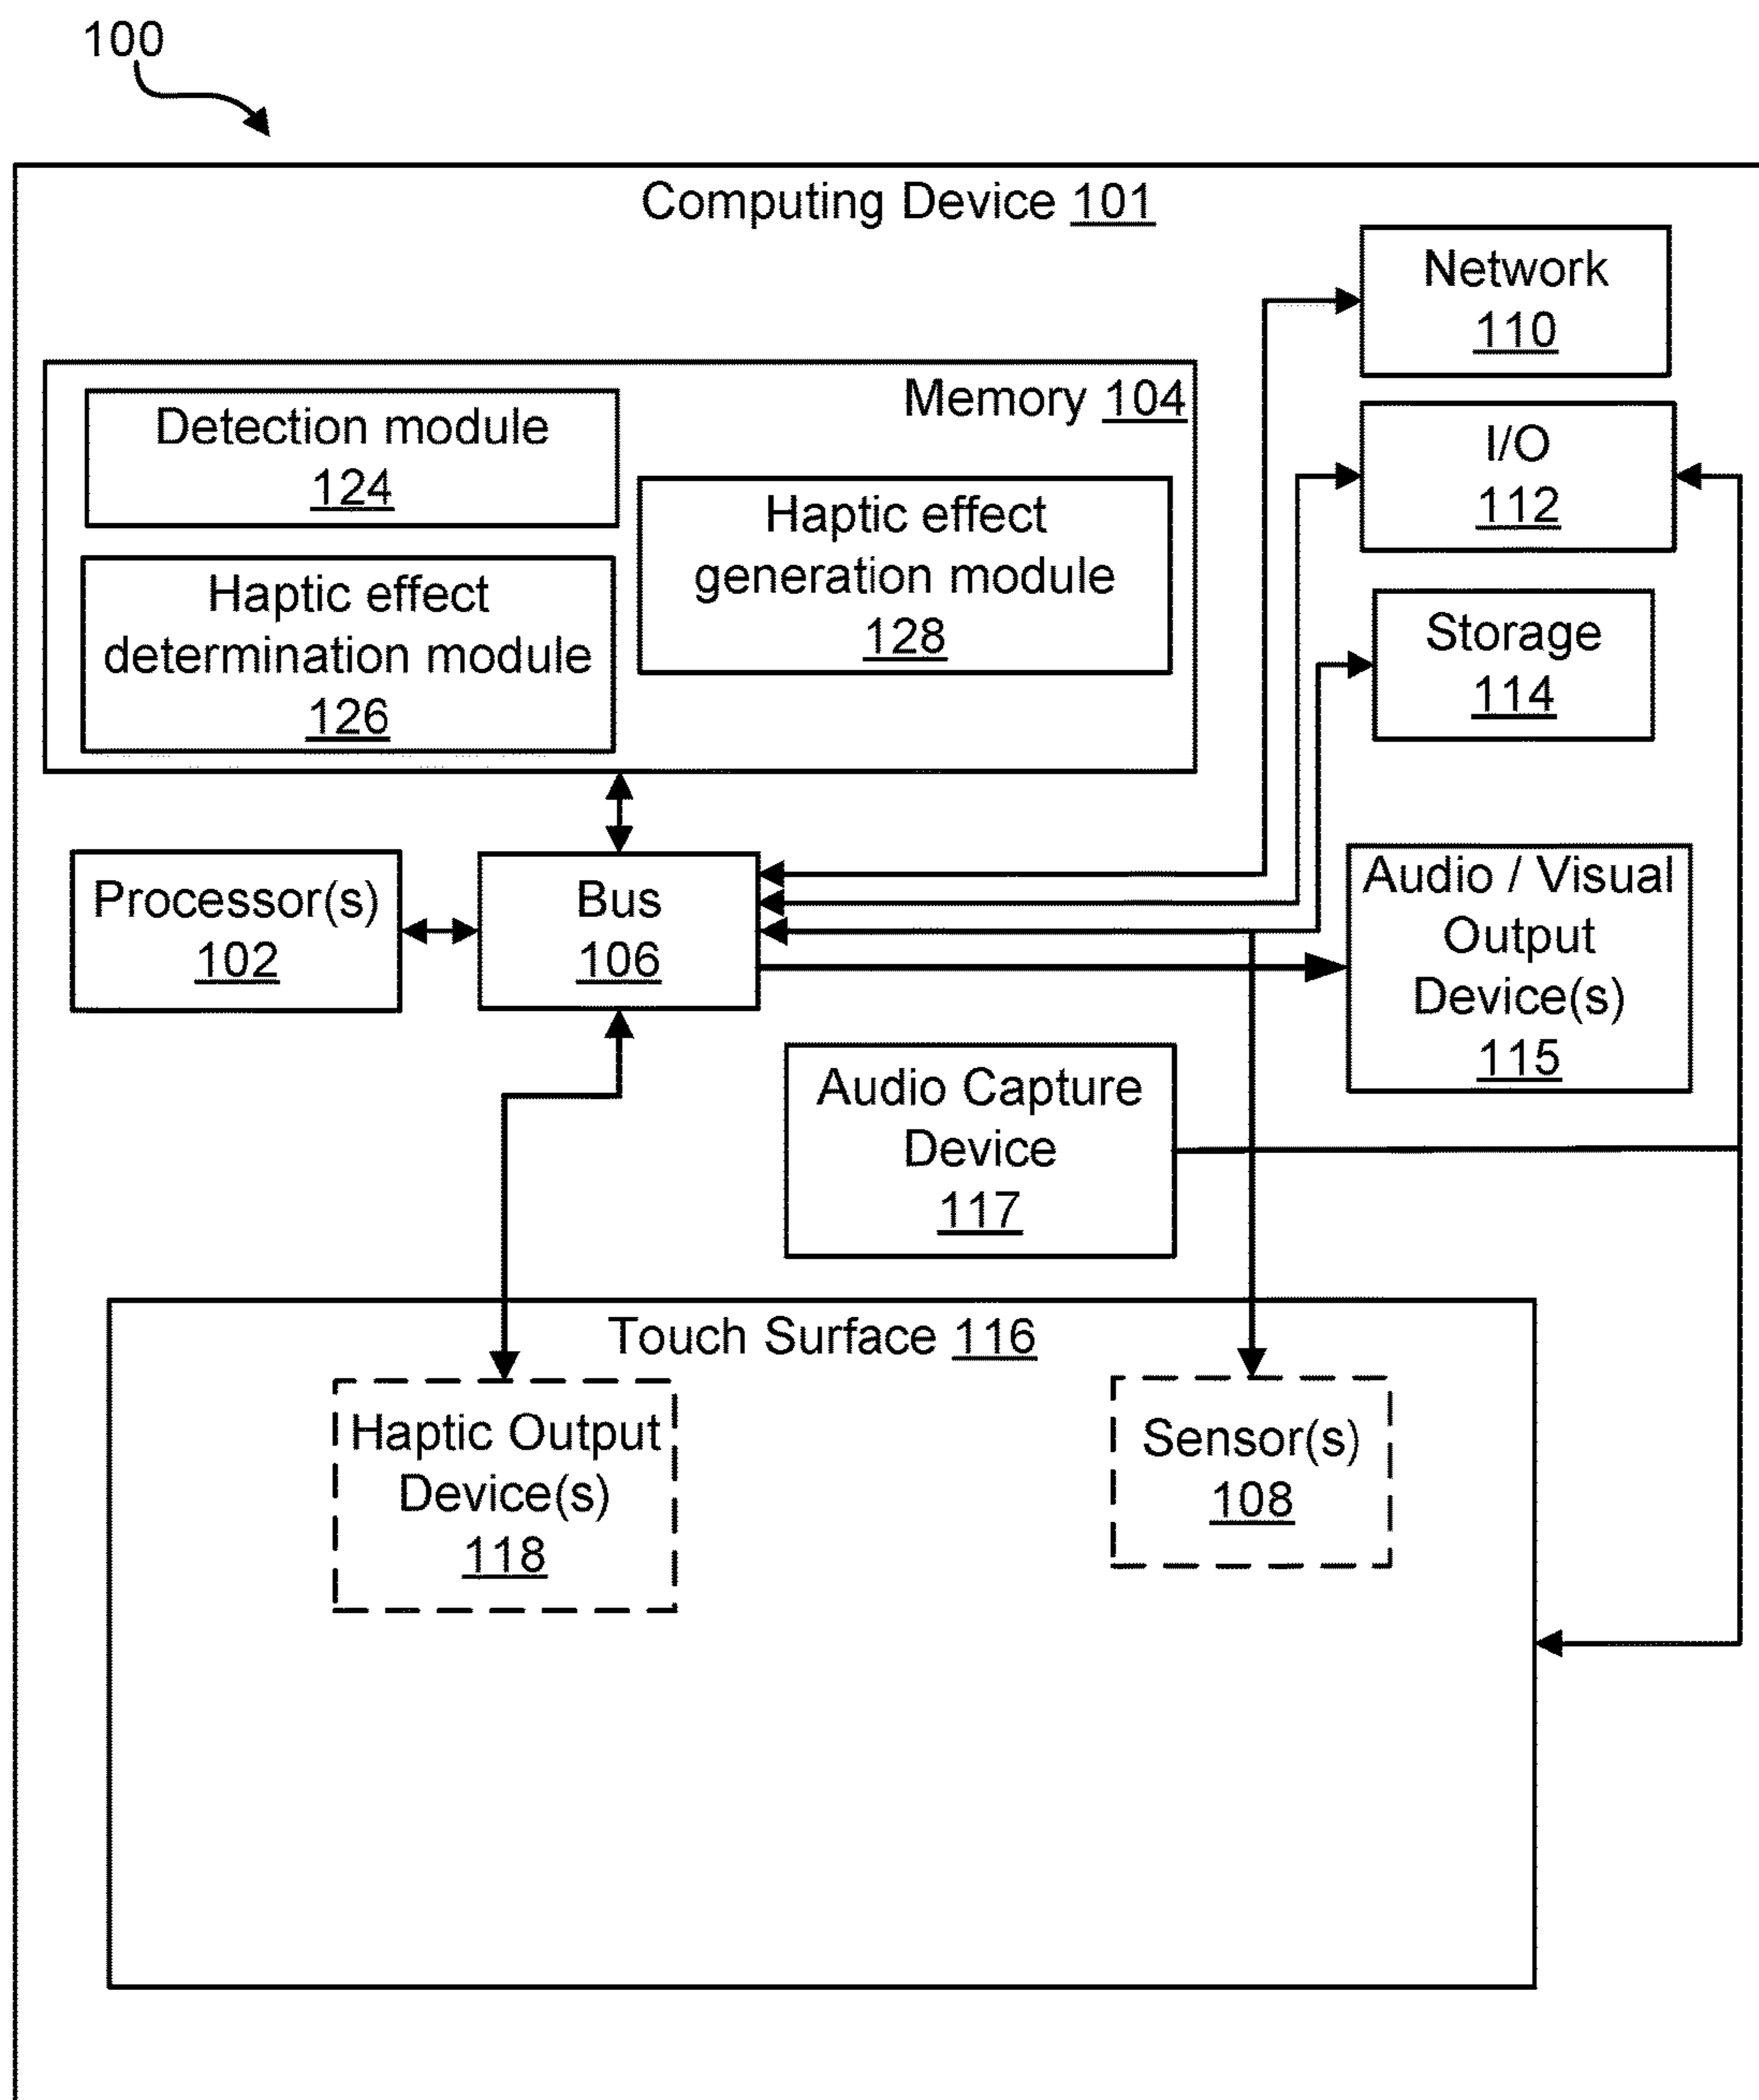 100
Computing Device 101
Network
110
Memory 104
Detection module
124
I/O
112
Haptic effect
generation module
128
Haptic effect
determination module
126
Storage
114
Processor(s)
102
Bus
106
Audio / Visual
Output
Device(s)
115
Audio Capture
Device
117
Touch Surface 116
Haptic Output
Device(s)
118
Sensor(s)
108